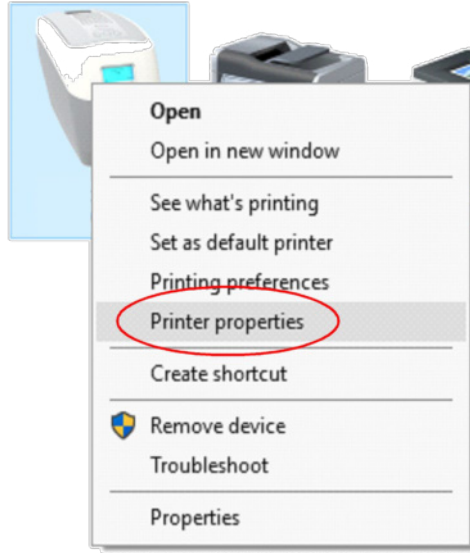 Open
Open in new window
See what's printing
Set as default printer
Printing preferences
Printer properties
Create shortcut
Remove device
Troubleshoot
Properties